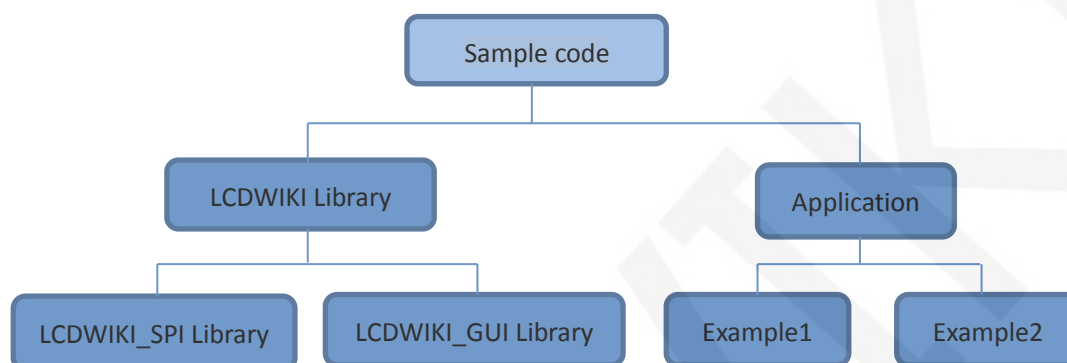 Sample code
LCDWIKI Library
Application
LCDWIKI_SPI Library
LCDWIKI_GUI Library
Example1
Example2